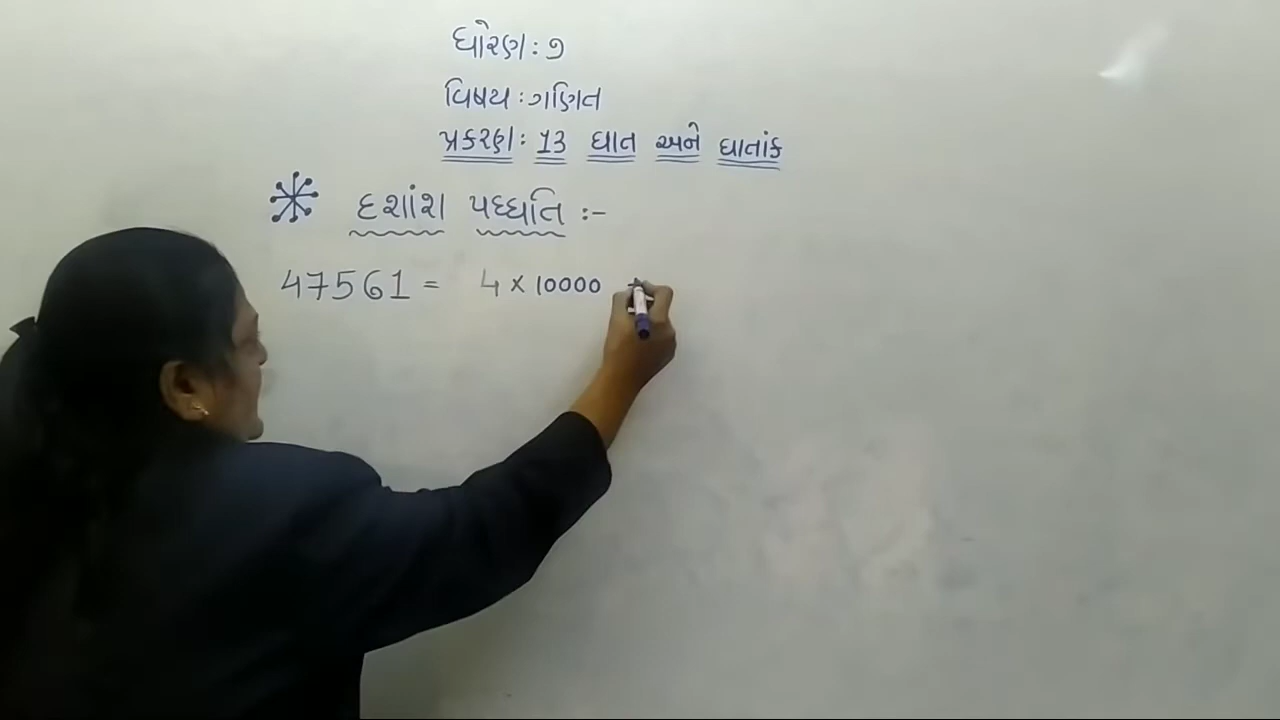 ધોરણ : ૭
વિષય : ગણિત
પ્રકરણ : 13 ઘાત અને ઘાતાંક
દશાંશ પધ્ધતિ :-
47561 = 4 × 10000 +